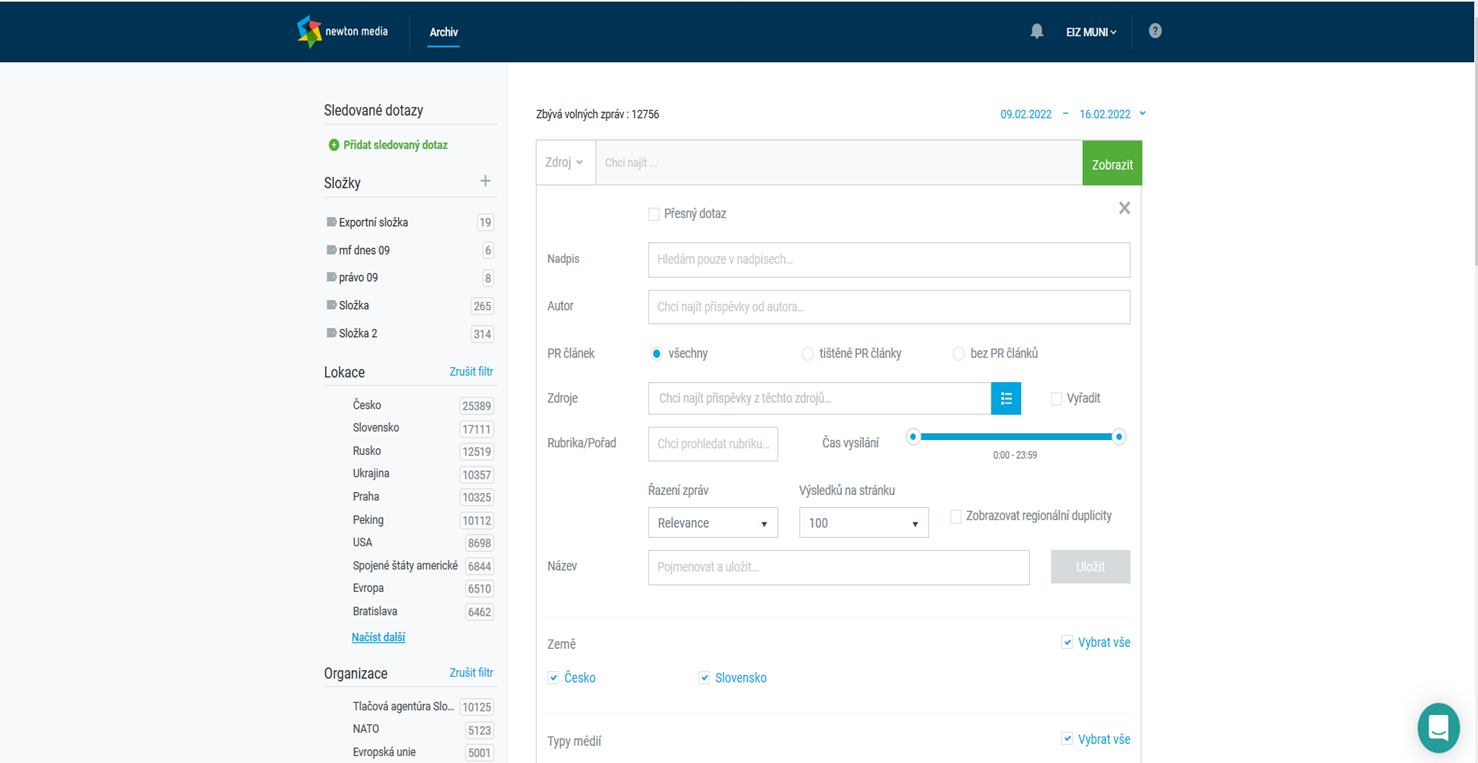 newton media
Archiv
EIZ MUNI
?
Sledované dotazy
Přidat sledovaný dotaz
Složky
Exportní složka 19
mf dnes 09 6
právo 09 8
Složka 265
Složka 2 314
Lokace Zrušit filtr
Česko 25389
Slovensko 17111
Rusko 12519
Ukrajina 10357
Praha 10325
Peking 10112
USA 8698
Spojené štáty americké 6844
Evropa 6510
Bratislava 6462
Načíst další
Organizace Zrušit filtr
Tlačová agentúra Slo... 10125
NATO 5123
Evropská unie 5001
Zbývá volných zpráv : 12756
09.02.2022 – 16.02.2022
Zdroj Chci najít ... Zobrazit
Přesný dotaz
Nadpis Hledám pouze v nadpisech...
Autor Chci najít příspěvky od autora...
PR článek všechny tištěné PR články bez PR článků
Zdroje Chci najít příspěvky z těchto zdrojů... Vyřadit
Rubrika/Pořad Chci prohledat rubriku... Čas vysílání
0:00 - 23:59
Řazení zpráv Výsledků na stránku
Relevance 100 Zobrazovat regionální duplicity
Název Pojmenovat a uložit... Uložit
Země Vybrat vše
Česko Slovensko
Typy médií Vybrat vše